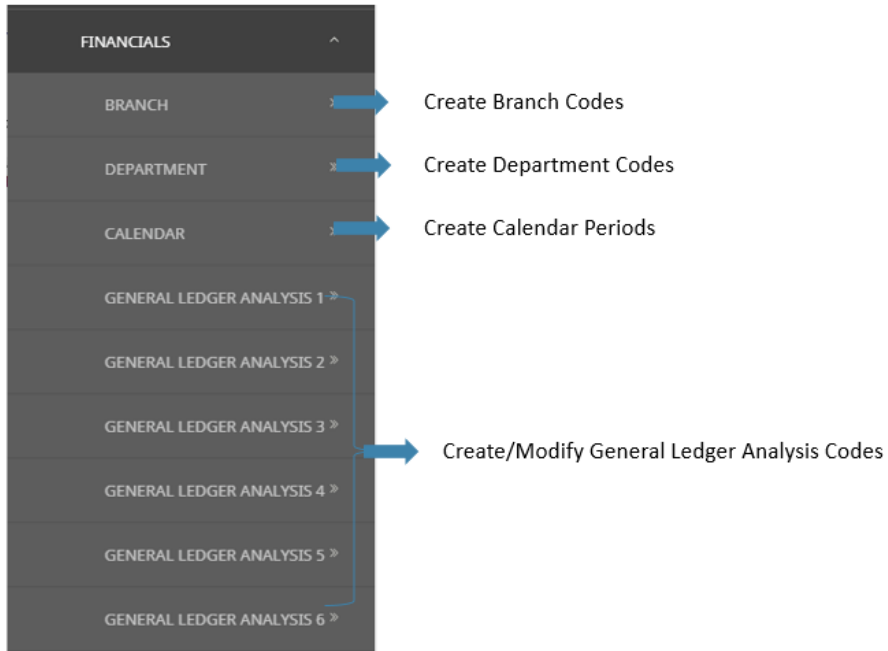 FINANCIALS
BRANCH
Create Branch Codes
DEPARTMENT
Create Department Codes
CALENDAR
Create Calendar Periods
GENERAL LEDGER ANALYSIS 1
GENERAL LEDGER ANALYSIS 2
GENERAL LEDGER ANALYSIS 3
Create/Modify General Ledger Analysis Codes
GENERAL LEDGER ANALYSIS 4
GENERAL LEDGER ANALYSIS 5
GENERAL LEDGER ANALYSIS 6